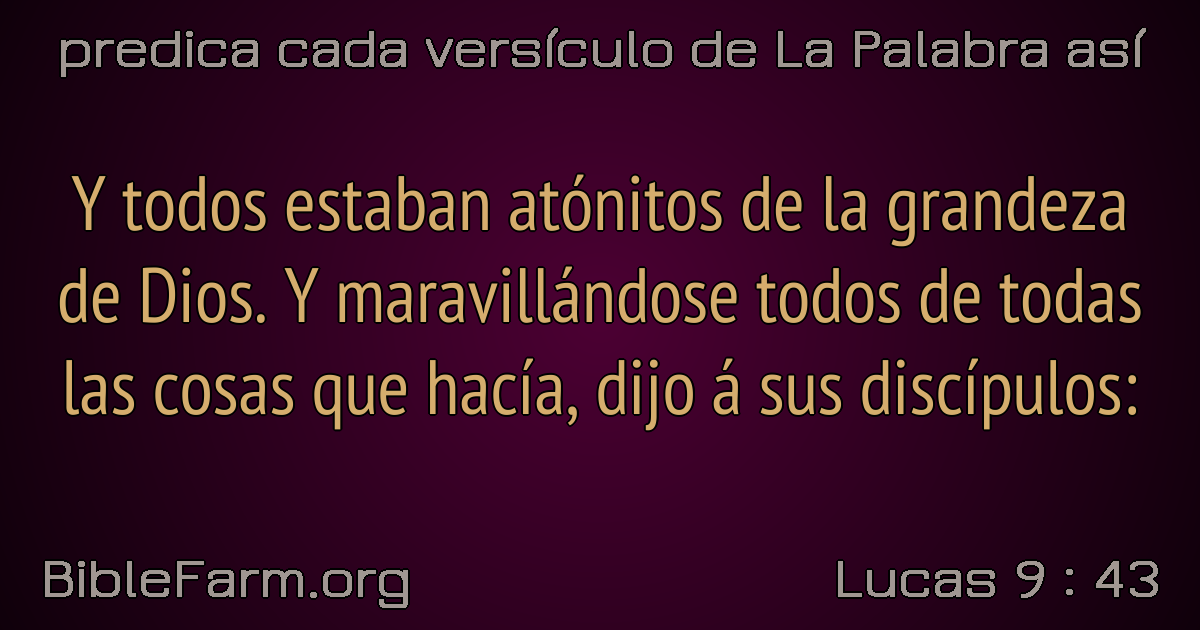 predica cada versículo de La Palabra así
Y todos estaban atónitos de la grandeza
de Dios. Y maravillándose todos de todas
las cosas que hacía, dijo á sus discípulos:
BibleFarm.org
Lucas 9 : 43